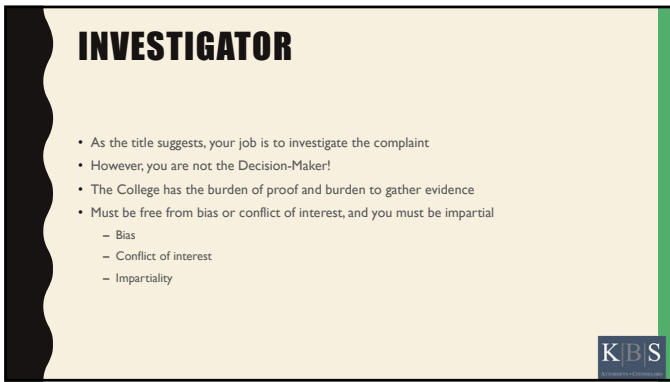 INVESTIGATOR
• As the title suggests, your job is to investigate the complaint
• However, you are not the Decision-Maker!
• The College has the burden of proof and burden to gather evidence
• Must be free from bias or conflict of interest, and you must be impartial
– Bias
– Conflict of interest
– Impartiality
K|B|S
ATTORNEYS • COUNSELORS